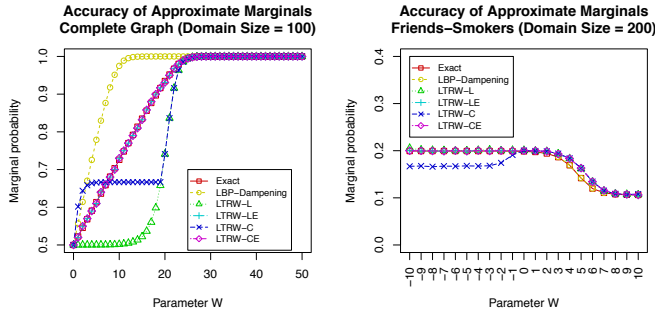 Accuracy of Approximate Marginals
Complete Graph (Domain Size = 100)
Marginal probability
1.0
0.9
0.8
0.7
0.6
0.5
Exact
LBP-Dampening
LTRW-L
LTRW-LE
LTRW-C
LTRW-CE
0 10 20 30 40 50
Parameter W
Accuracy of Approximate Marginals
Friends−Smokers (Domain Size = 200)
Marginal probability
0.4
0.3
0.2
0.1
0.0
Exact
LBP-Dampening
LTRW-L
LTRW-LE
LTRW-C
LTRW-CE
−10 −9 −8 −7 −6 −5 −4 −3 −2 −1 0 1 2 3 4 5 6 7 8 9 10
Parameter W